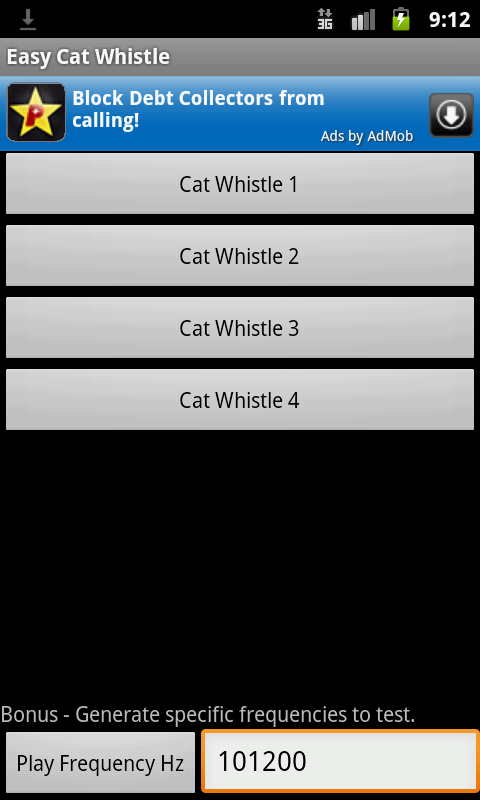 3G 9:12
Easy Cat Whistle
P Block Debt Collectors from
calling!
Ads by AdMob
Cat Whistle 1
Cat Whistle 2
Cat Whistle 3
Cat Whistle 4
Bonus - Generate specific frequencies to test.
Play Frequency Hz 101200